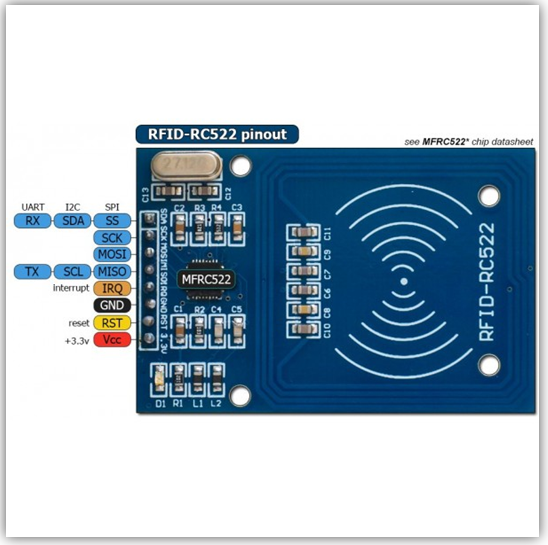 RFID-RC522 pinout
see MFRC522* chip datasheet
27.12
C13
C12
UART I2C SPI
RX SDA SS
SCK
MOSI
TX SCL MISO
interrupt IRQ
GND
reset RST
+3.3v Vcc
SDA
SCK
MOSI
MISO
IRQ
GND
RST
3.3V
C2 R3 R4 C3
MFRC522
C1 R2 C4 C5
D1 R1 L1 L2
C11
C9
C7
C6
C8
C10
RFID-RC522